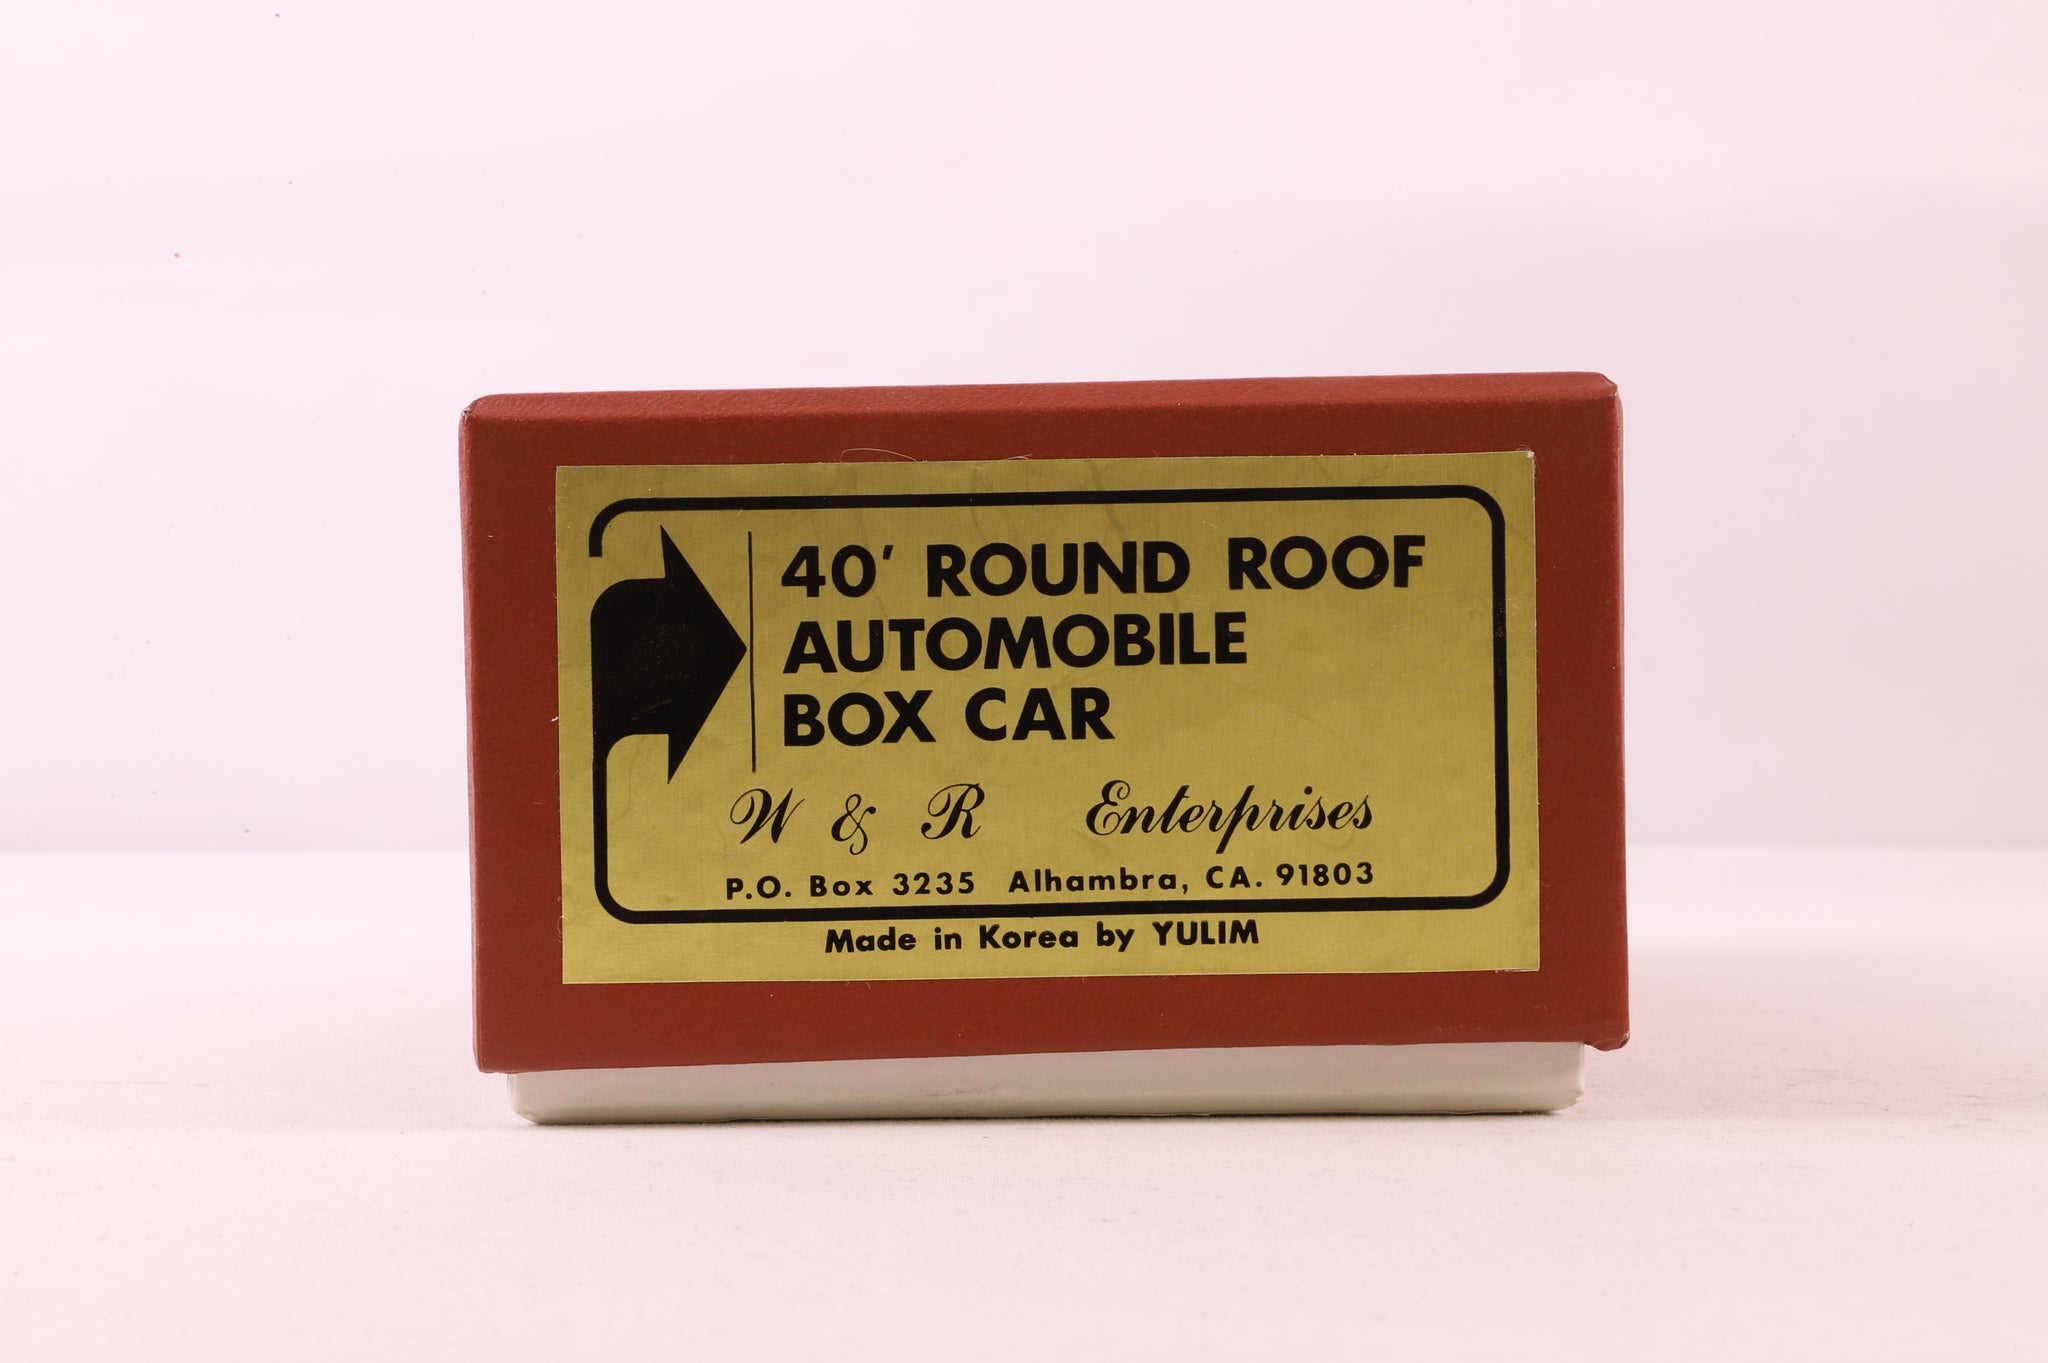 40' ROUND ROOF
AUTOMOBILE
BOX CAR
W & R Enterprises
P.O. Box 3235 Alhambra, CA. 91803
Made in Korea by YULIM